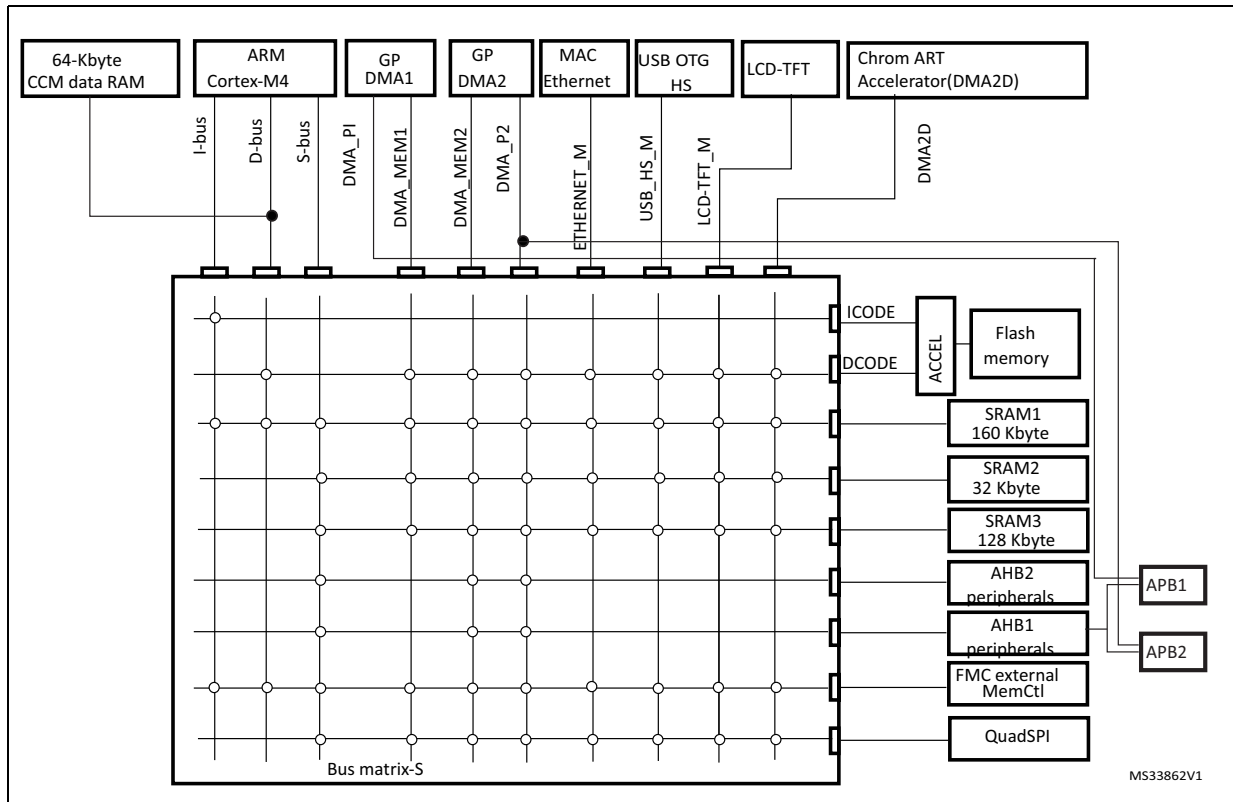 64-Kbyte
CCM data RAM
ARM
Cortex-M4
GP
DMA1
GP
DMA2
MAC
Ethernet
USB OTG
HS
LCD-TFT
Chrom ART
Accelerator(DMA2D)
I-bus
D-bus
S-bus
DMA_PI
DMA_MEM1
DMA_MEM2
DMA_P2
ETHERNET_M
USB_HS_M
LCD-TFT_M
DMA2D
ICODE
DCODE
ACCEL
Flash
memory
SRAM1
160 Kbyte
SRAM2
32 Kbyte
SRAM3
128 Kbyte
AHB2
peripherals
AHB1
peripherals
APB1
APB2
FMC external
MemCtl
QuadSPI
Bus matrix-S
MS33862V1